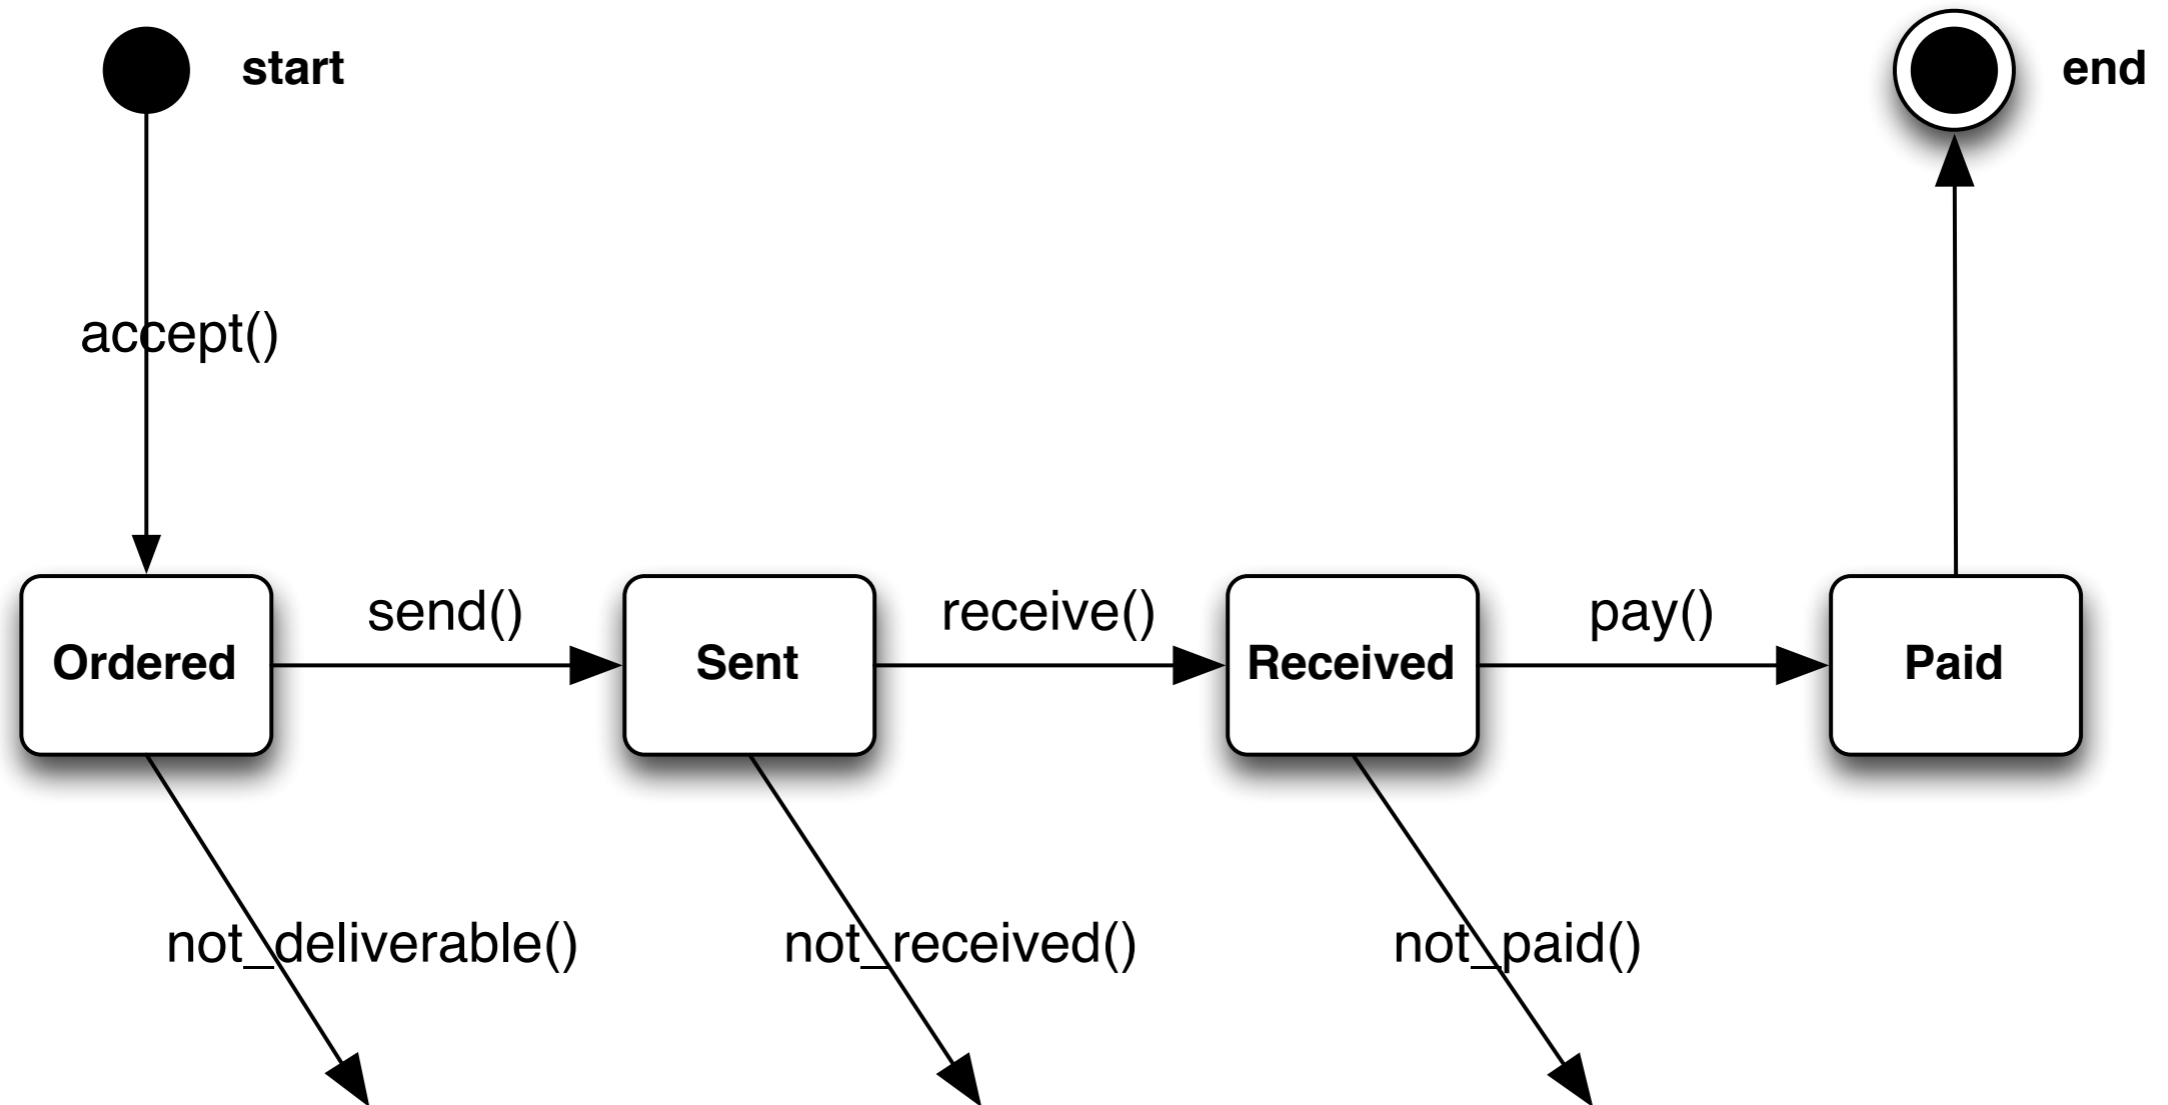 start
end
accept()
send()
receive()
pay()
Ordered
Sent
Received
Paid
not_deliverable()
not_received()
not_paid()